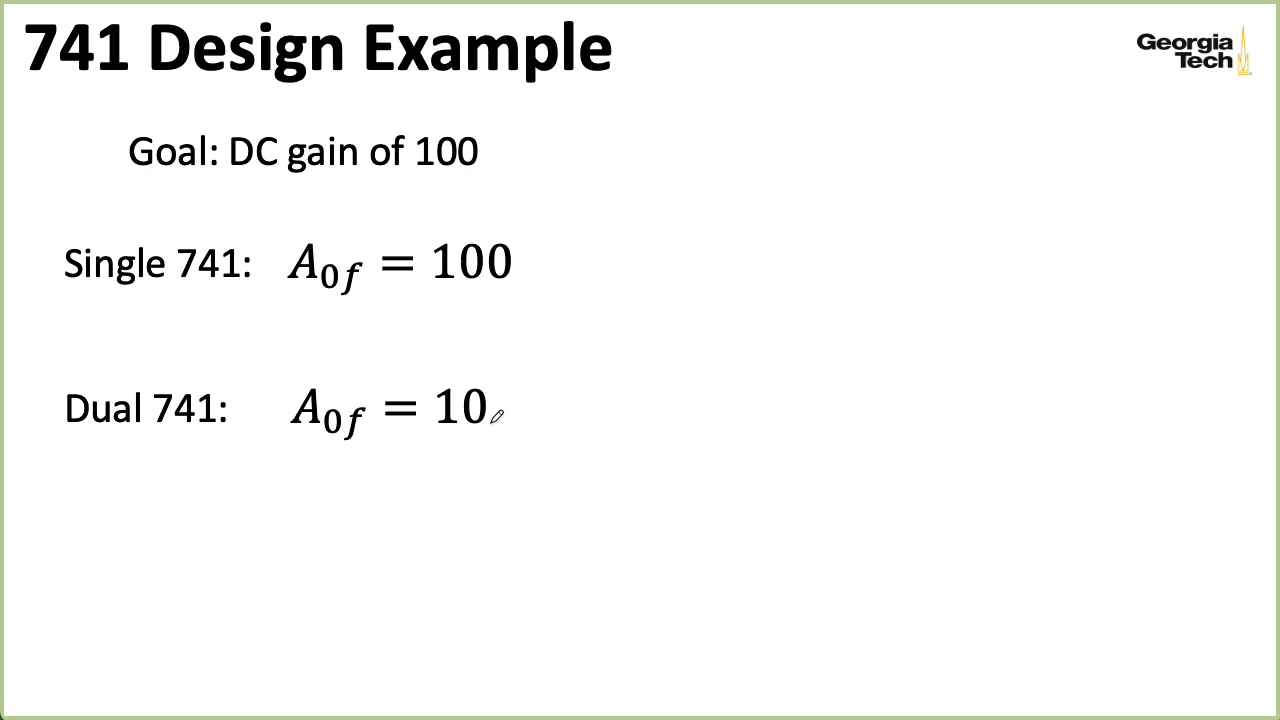 741 Design Example
Georgia
Tech
Goal: DC gain of 100
Single 741: A₀f = 100
Dual 741: A₀f = 10